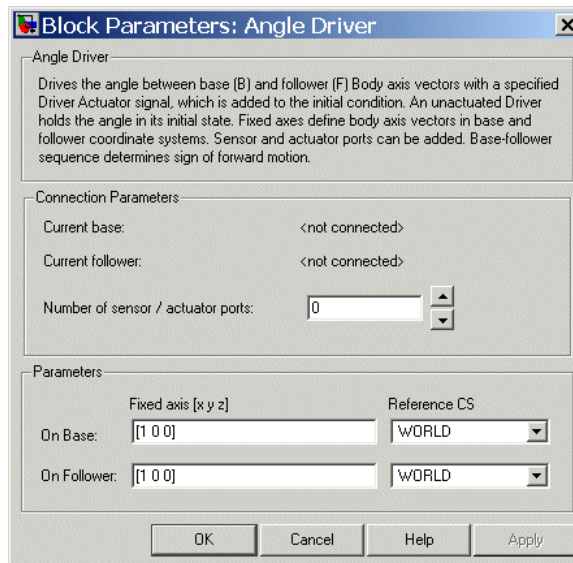 Block Parameters: Angle Driver
Angle Driver
Drives the angle between base (B) and follower (F) Body axis vectors with a specified
Driver Actuator signal, which is added to the initial condition. An unactuated Driver
holds the angle in its initial state. Fixed axes define body axis vectors in base and
follower coordinate systems. Sensor and actuator ports can be added. Base-follower
sequence determines sign of forward motion.
Connection Parameters
Current base: <not connected>
Current follower: <not connected>
Number of sensor / actuator ports: 0
Parameters
Fixed axis [x y z] Reference CS
On Base: [1 0 0] WORLD
On Follower: [1 0 0] WORLD
OK Cancel Help Apply